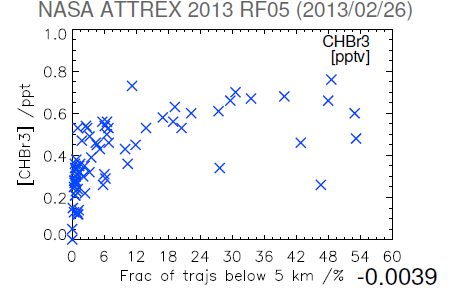 NASA ATTREX 2013 RF05 (2013/02/26)
CHBr3
[pptv]
[CHBr3] /ppt
1.0
0.8
0.6
0.4
0.2
0.0
0 6 12 18 24 30 36 42 48 54 60
Frac of trajs below 5 km /%
-0.0039